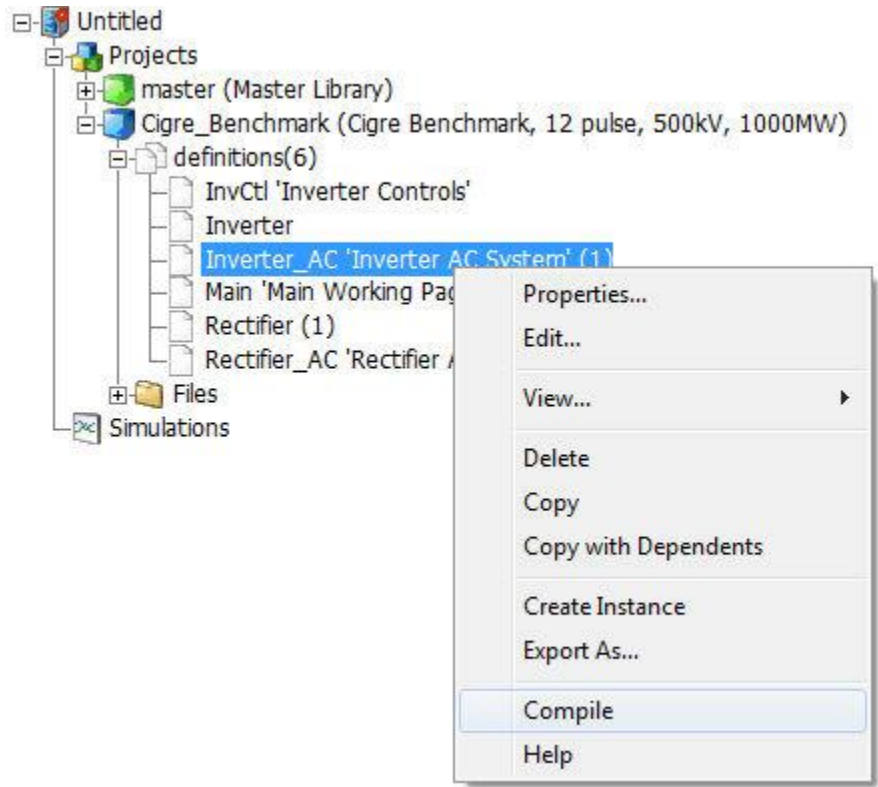 Untitled
Projects
master (Master Library)
Cigre_Benchmark (Cigre Benchmark, 12 pulse, 500kV, 1000MW)
definitions(6)
InvCtl 'Inverter Controls'
Inverter
Inverter_AC 'Inverter AC System' (1)
Main 'Main Working Pag
Rectifier (1)
Rectifier_AC 'Rectifier A
Files
Simulations
Properties...
Edit...
View...
Delete
Copy
Copy with Dependents
Create Instance
Export As...
Compile
Help